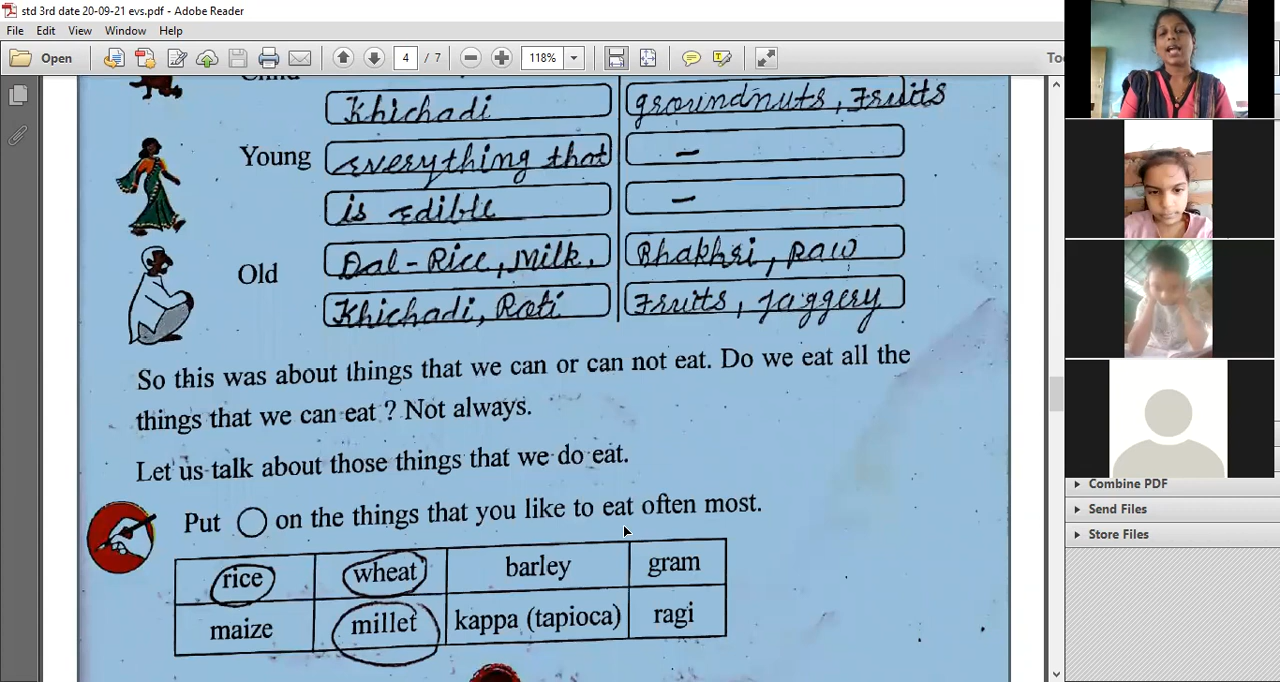 std 3rd date 20-09-21 evs.pdf - Adobe Reader
File Edit View Window Help
Open 4 / 7 118%
Khichadi groundnuts, Fruits
Young everything that –
is edible –
Old Dal-Rice, Milk, Bhakhri, raw
Khichadi, Roti Fruits, Jaggery
So this was about things that we can or can not eat. Do we eat all the
things that we can eat ? Not always.
Let us talk about those things that we do eat.
Put on the things that you like to eat often most.
rice wheat barley gram
maize millet kappa (tapioca) ragi
Combine PDF
Send Files
Store Files